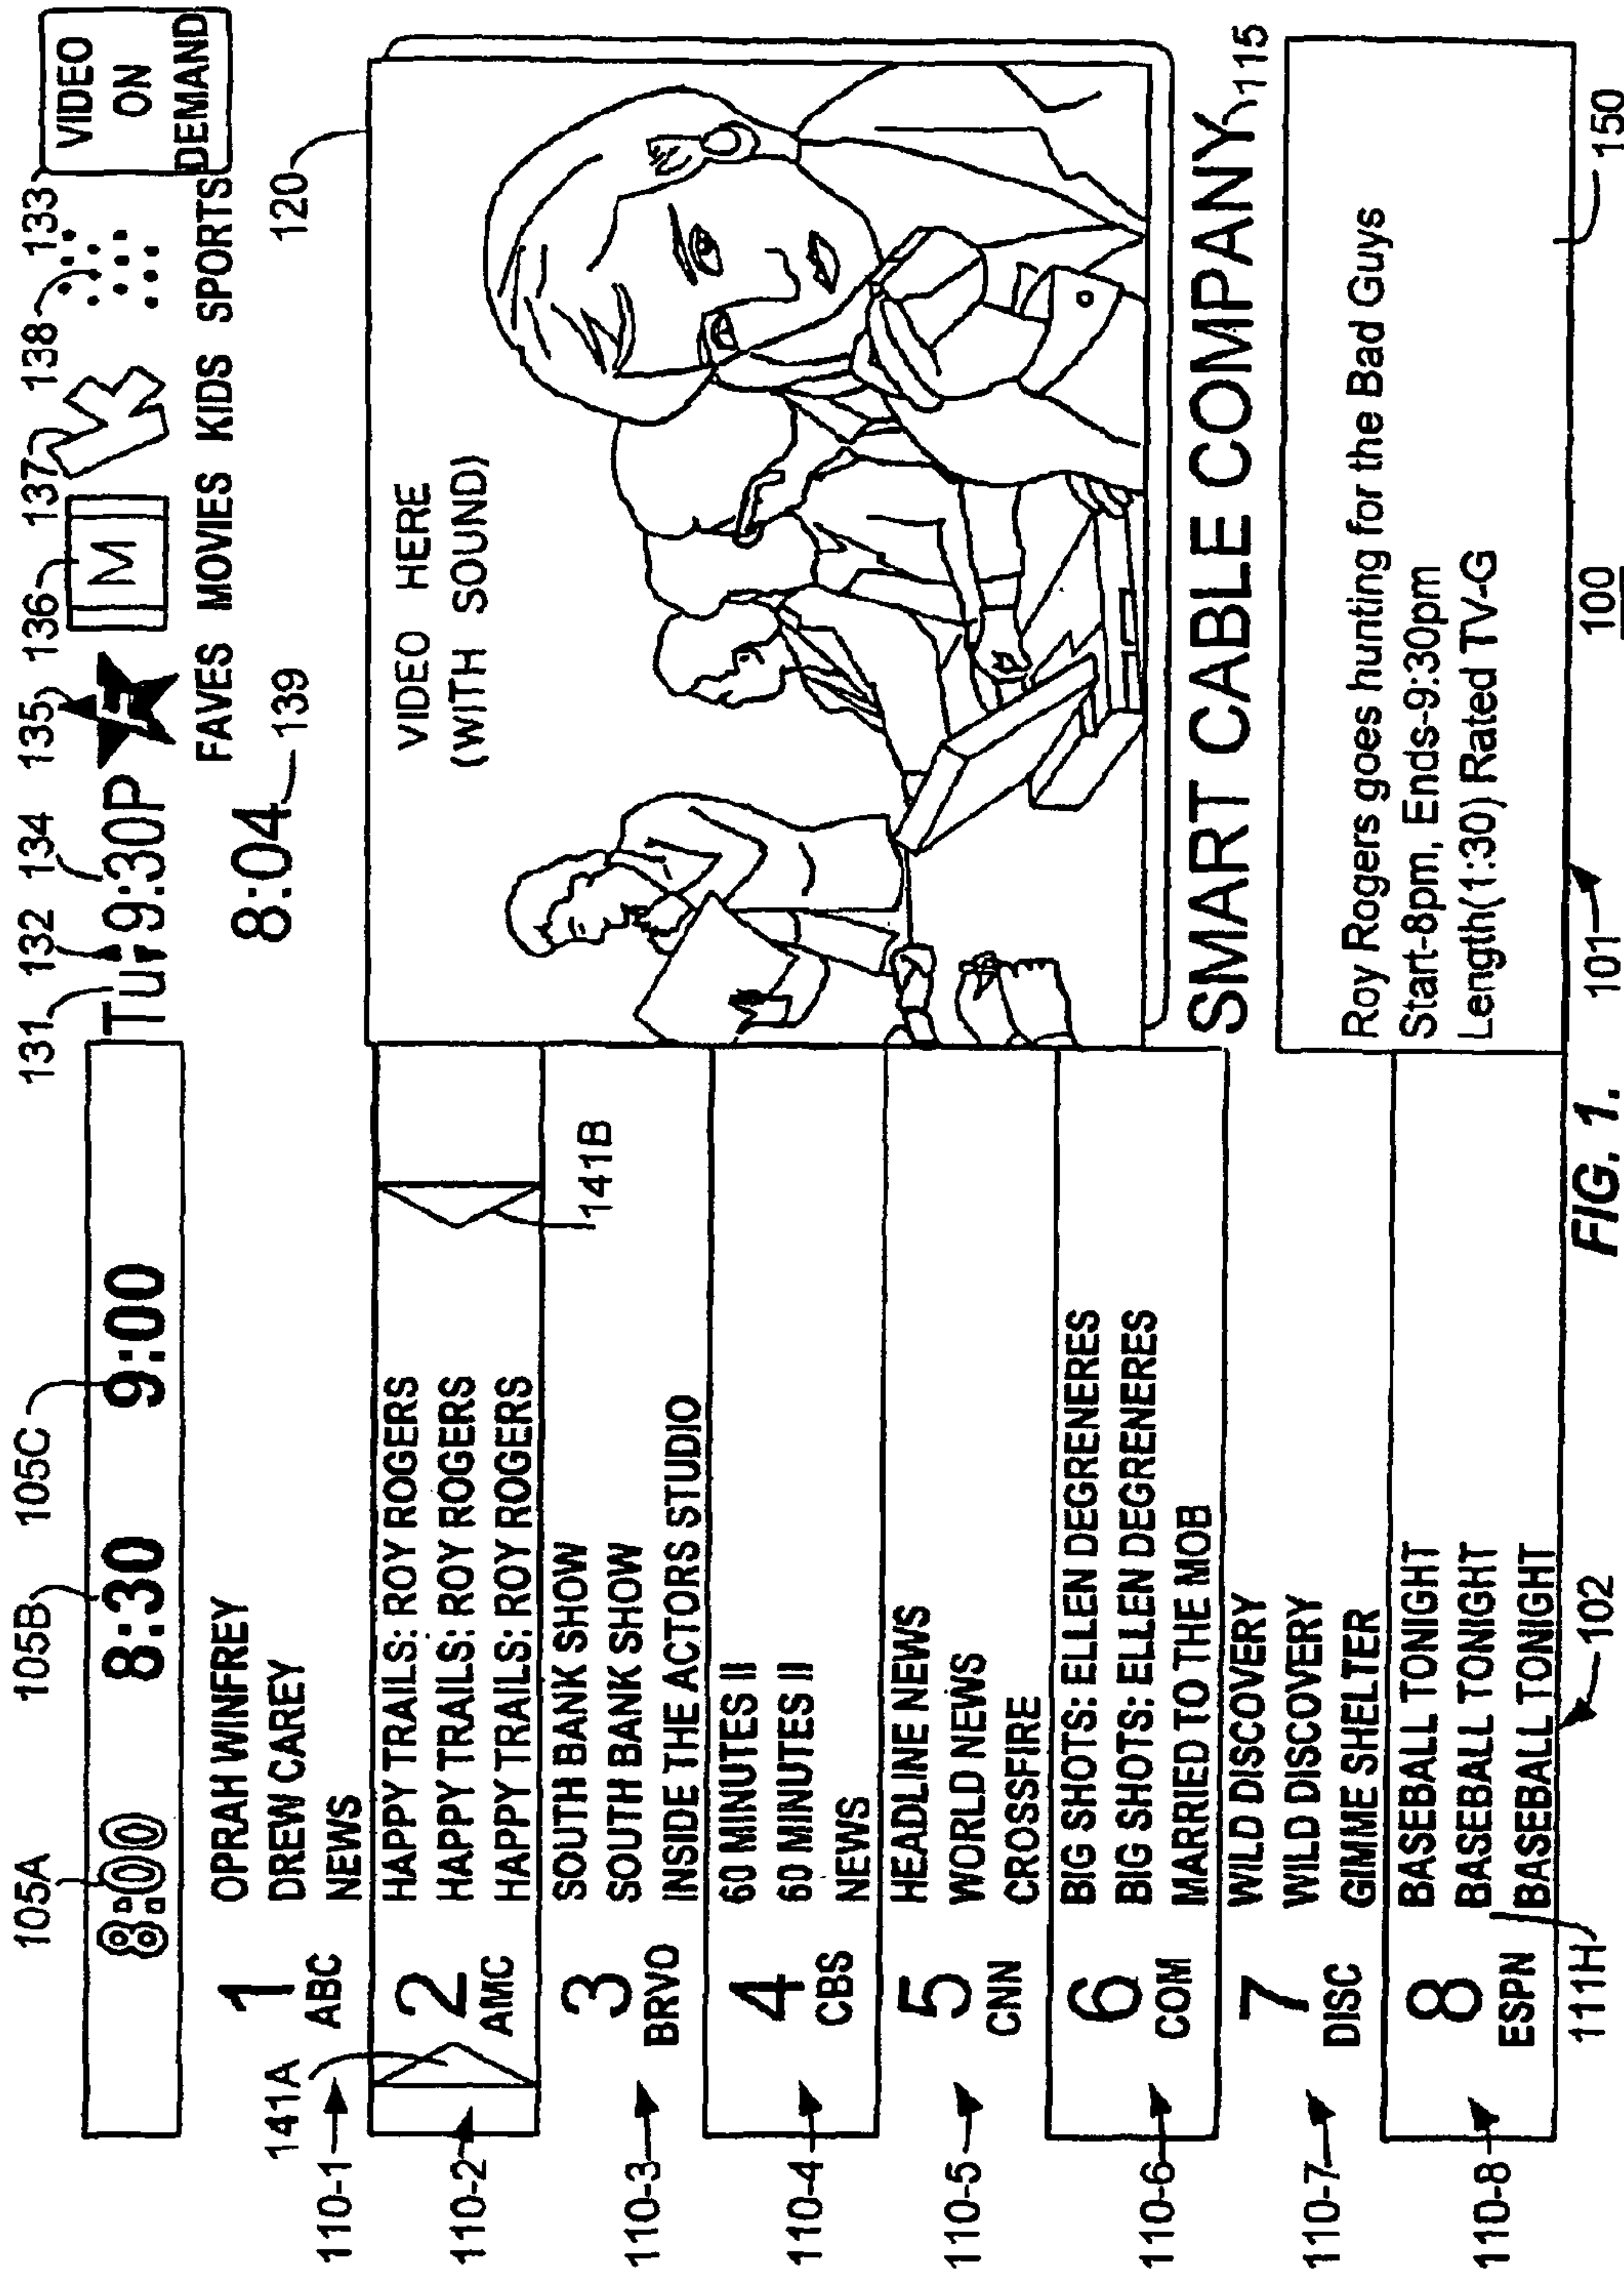 105A 105B 105C
131 132 134 135 136 137 138 133
8:00 8:30 9:00
Tu 9:30P
M
VIDEO
ON
DEMAND
FAVES MOVIES KIDS SPORTS
8:04 139
120
141A
110-1
1
ABC
OPRAH WINFREY
DREW CAREY
NEWS
110-2
2
AMC
HAPPY TRAILS: ROY ROGERS
HAPPY TRAILS: ROY ROGERS
HAPPY TRAILS: ROY ROGERS
141B
110-3
3
BRVO
SOUTH BANK SHOW
SOUTH BANK SHOW
INSIDE THE ACTORS STUDIO
110-4
4
CBS
60 MINUTES II
60 MINUTES II
NEWS
110-5
5
CNN
HEADLINE NEWS
WORLD NEWS
CROSSFIRE
110-6
6
COM
BIG SHOTS: ELLEN DEGRENERES
BIG SHOTS: ELLEN DEGRENERES
MARRIED TO THE MOB
110-7
7
DISC
WILD DISCOVERY
WILD DISCOVERY
GIMME SHELTER
110-8
8
ESPN
BASEBALL TONIGHT
BASEBALL TONIGHT
BASEBALL TONIGHT
111H
102
VIDEO HERE
(WITH SOUND)
SMART CABLE COMPANY 115
Roy Rogers goes hunting for the Bad Guys
Start-8pm, Ends-9:30pm
Length(1:30) Rated TV-G
101 100 150
FIG. 1.